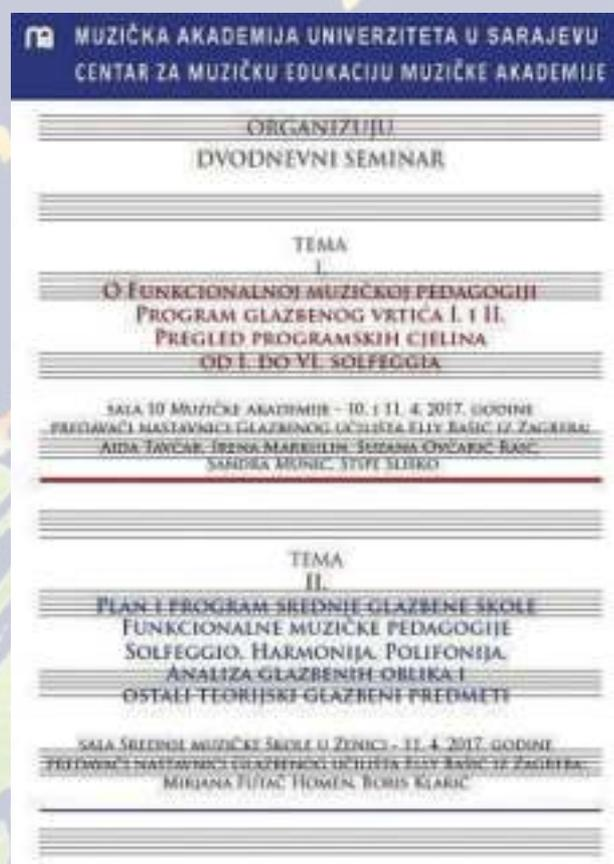 MUZIČKA AKADEMIJA UNIVERZITETA U SARAJEVU
CENTAR ZA MUZIČKU EDUKACIJU MUZIČKE AKADEMIJE
ORGANIZUJU
DVODNEVNI SEMINAR
TEMA
I.
O FUNKCIONALNOJ MUZIČKOJ PEDAGOGIJI
PROGRAM GLAZBENOG VRTIĆA I. I II.
PREGLED PROGRAMSKIH CJELINA
OD I. DO VI. SOLFEGGIA
SALA 10 MUZIČKE AKADEMIJE - 10. I 11. 4. 2017. GODINE
PREDAVAČI NASTAVNICI GLAZBENOG UČILIŠTA ELLY BAŠIĆ IZ ZAGREBA:
AIDA TAVČAR, IRENA MARKULIN, SUZANA OVČARIĆ RAIĆ,
SANDRA MUNIĆ, STIPE SLIŠKO
TEMA
II.
PLAN I PROGRAM SREDNJE GLAZBENE ŠKOLE
FUNKCIONALNE MUZIČKE PEDAGOGIJE
SOLFEGGIO, HARMONIJA, POLIFONIJA,
ANALIZA GLAZBENIH OBLIKA I
OSTALI TEORIJSKI GLAZBENI PREDMETI
SALA SREDNJE MUZIČKE ŠKOLE U ZENICI - 11. 4. 2017. GODINE
PREDAVAČI NASTAVNICI GLAZBENOG UČILIŠTA ELLY BAŠIĆ IZ ZAGREBA:
MIRJANA FUTAČ HOMEN, BORIS KLARIĆ